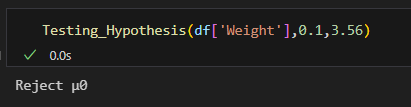 Testing_Hypothesis(df['Weight'],0.1,3.56)
0.0s
Reject μ0